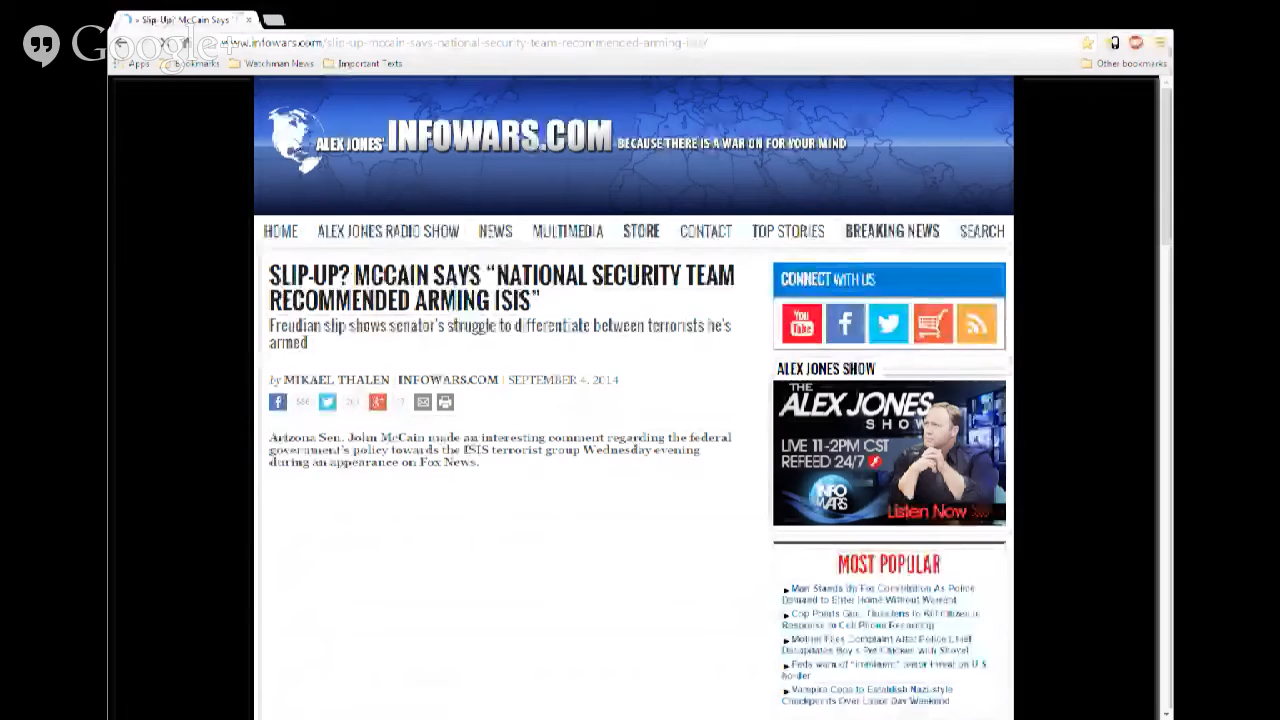 » Slip-Up? McCain Says
Google+
www.infowars.com/slip-up-mccain-says-national-security-team-recommended-arming-isis/
Apps Bookmarks Watchman News Important Texts Other bookmarks
ALEX JONES' INFOWARS.COM BECAUSE THERE IS A WAR ON FOR YOUR MIND
HOME ALEX JONES RADIO SHOW NEWS MULTIMEDIA STORE CONTACT TOP STORIES BREAKING NEWS SEARCH
SLIP-UP? MCCAIN SAYS “NATIONAL SECURITY TEAM
RECOMMENDED ARMING ISIS”
Freudian slip shows senator's struggle to differentiate between terrorists he's
armed
by MIKAEL THALEN | INFOWARS.COM | SEPTEMBER 4, 2014
Arizona Sen. John McCain made an interesting comment regarding the federal
government's policy towards the ISIS terrorist group Wednesday evening
during an appearance on Fox News.
CONNECT WITH US
You
Tube
ALEX JONES SHOW
THE
ALEX JONES
SHOW
LIVE 11-2PM CST
REFEED 24/7
INFO
WARS
Listen Now
MOST POPULAR
Man Stands Up For Constitution As Police
Demand to Enter Home Without Warrant
Cop Points Gun, Threatens to Kill Citizen in
Response to Cell Phone Recording
Mother Files Complaint After Police Chief
Decapitates Boy's Pet Chicken with Shovel
Feds warn of “imminent” terror threat on U.S.
border
Vampire Cops to Establish Nazi-style
Checkpoints Over Labor Day Weekend